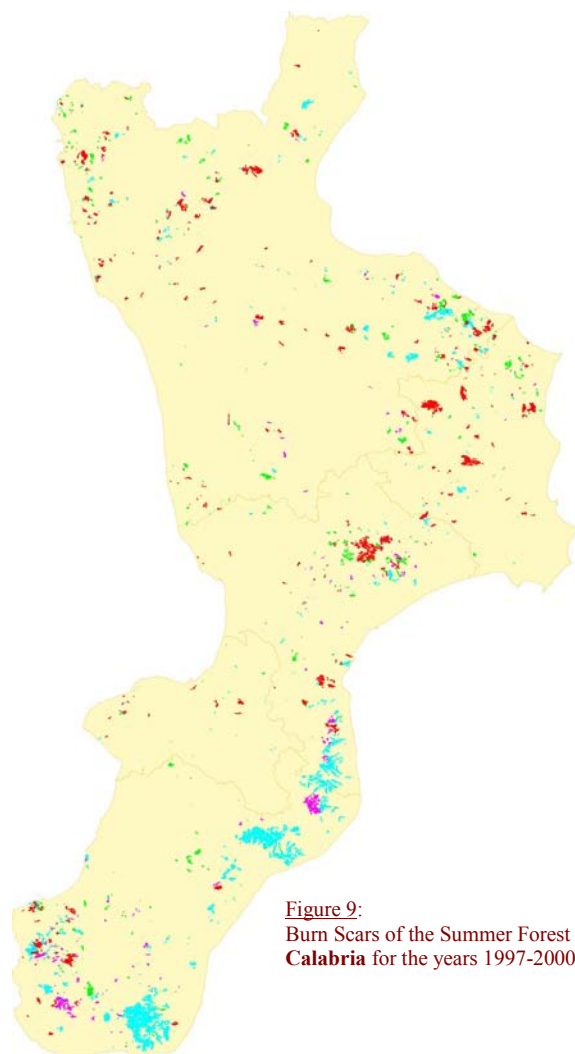 Figure 9:
Burn Scars of the Summer Forest
Calabria for the years 1997-2000